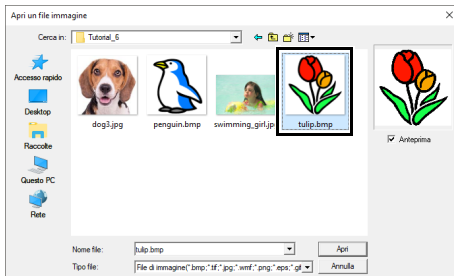 Apri un file immagine
Cerca in: Tutorial_6
Accesso rapido
Desktop
Raccolte
Questo PC
Rete
dog3.jpg penguin.bmp swimming_girl.jpg tulip.bmp
Anteprima
Nome file: tulip.bmp Apri
Tipo file: File di immagine(*.bmp;*.tif;*.jpg;*.wmf;*.png;*.eps;*.gif Annulla